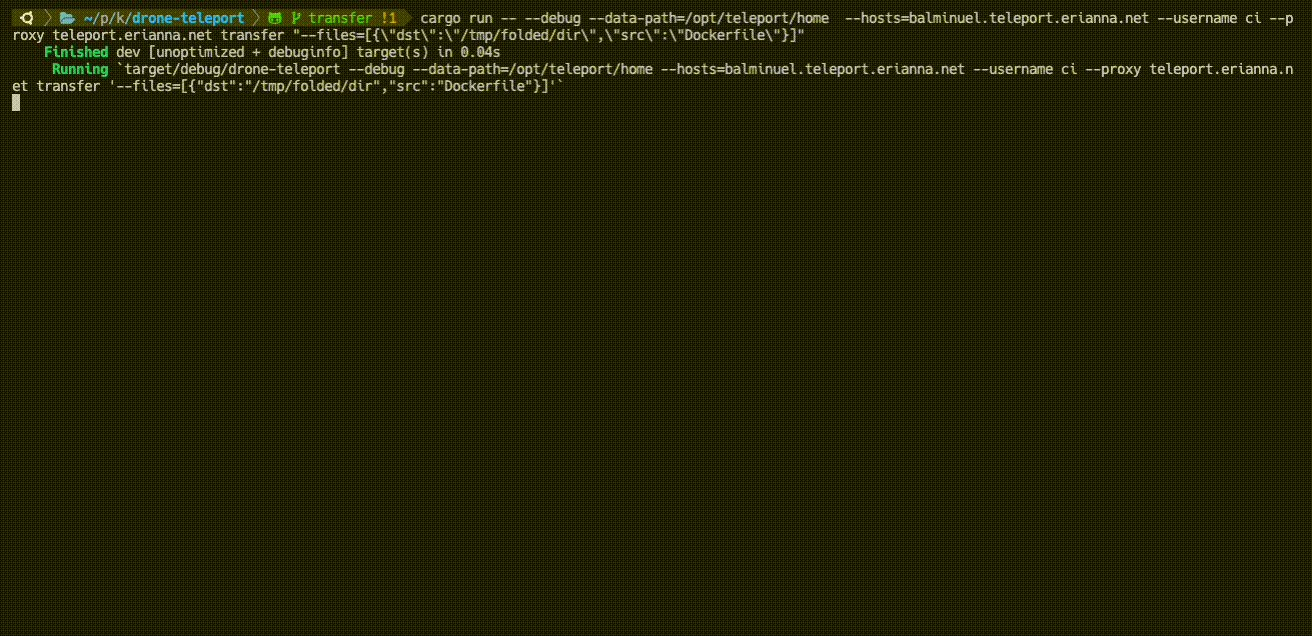 ~/p/k/drone-teleport transfer !1 cargo run -- --debug --data-path=/opt/teleport/home  --hosts=balminuel.teleport.erianna.net --username ci --p
roxy teleport.erianna.net transfer "--files=[{\"dst\":\"/tmp/folded/dir\",\"src\":\"Dockerfile\"}]"
Finished dev [unoptimized + debuginfo] target(s) in 0.04s
Running `target/debug/drone-teleport --debug --data-path=/opt/teleport/home --hosts=balminuel.teleport.erianna.net --username ci --proxy teleport.erianna.n
et transfer '--files=[{"dst":"/tmp/folded/dir","src":"Dockerfile"}]'`